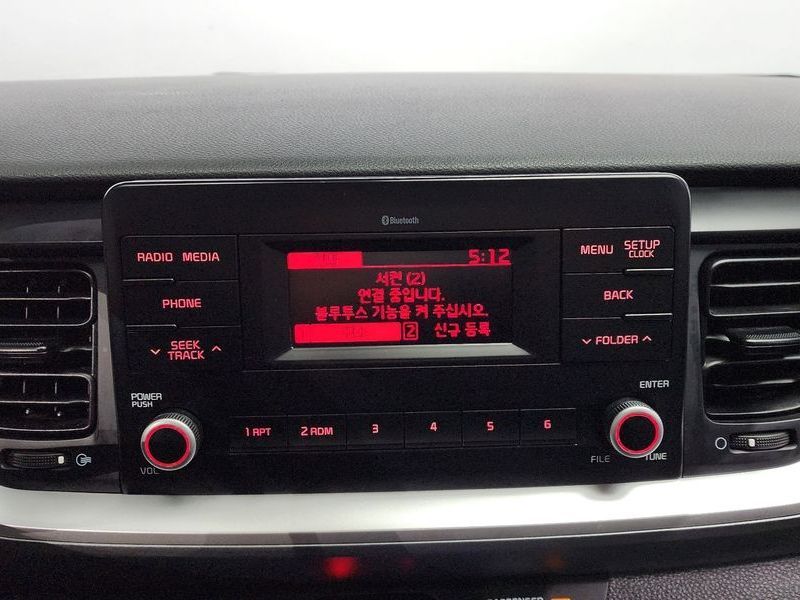 Bluetooth
RADIO MEDIA
PHONE
SEEK
TRACK
POWER
PUSH
VOL
5:12
서컨 (2)
연결 중입니다.
블루투스 기능을 켜 주십시오.
2 신규 등록
MENU SETUP
CLOCK
BACK
FOLDER
ENTER
FILE TUNE
1 RPT 2 RDM 3 4 5 6